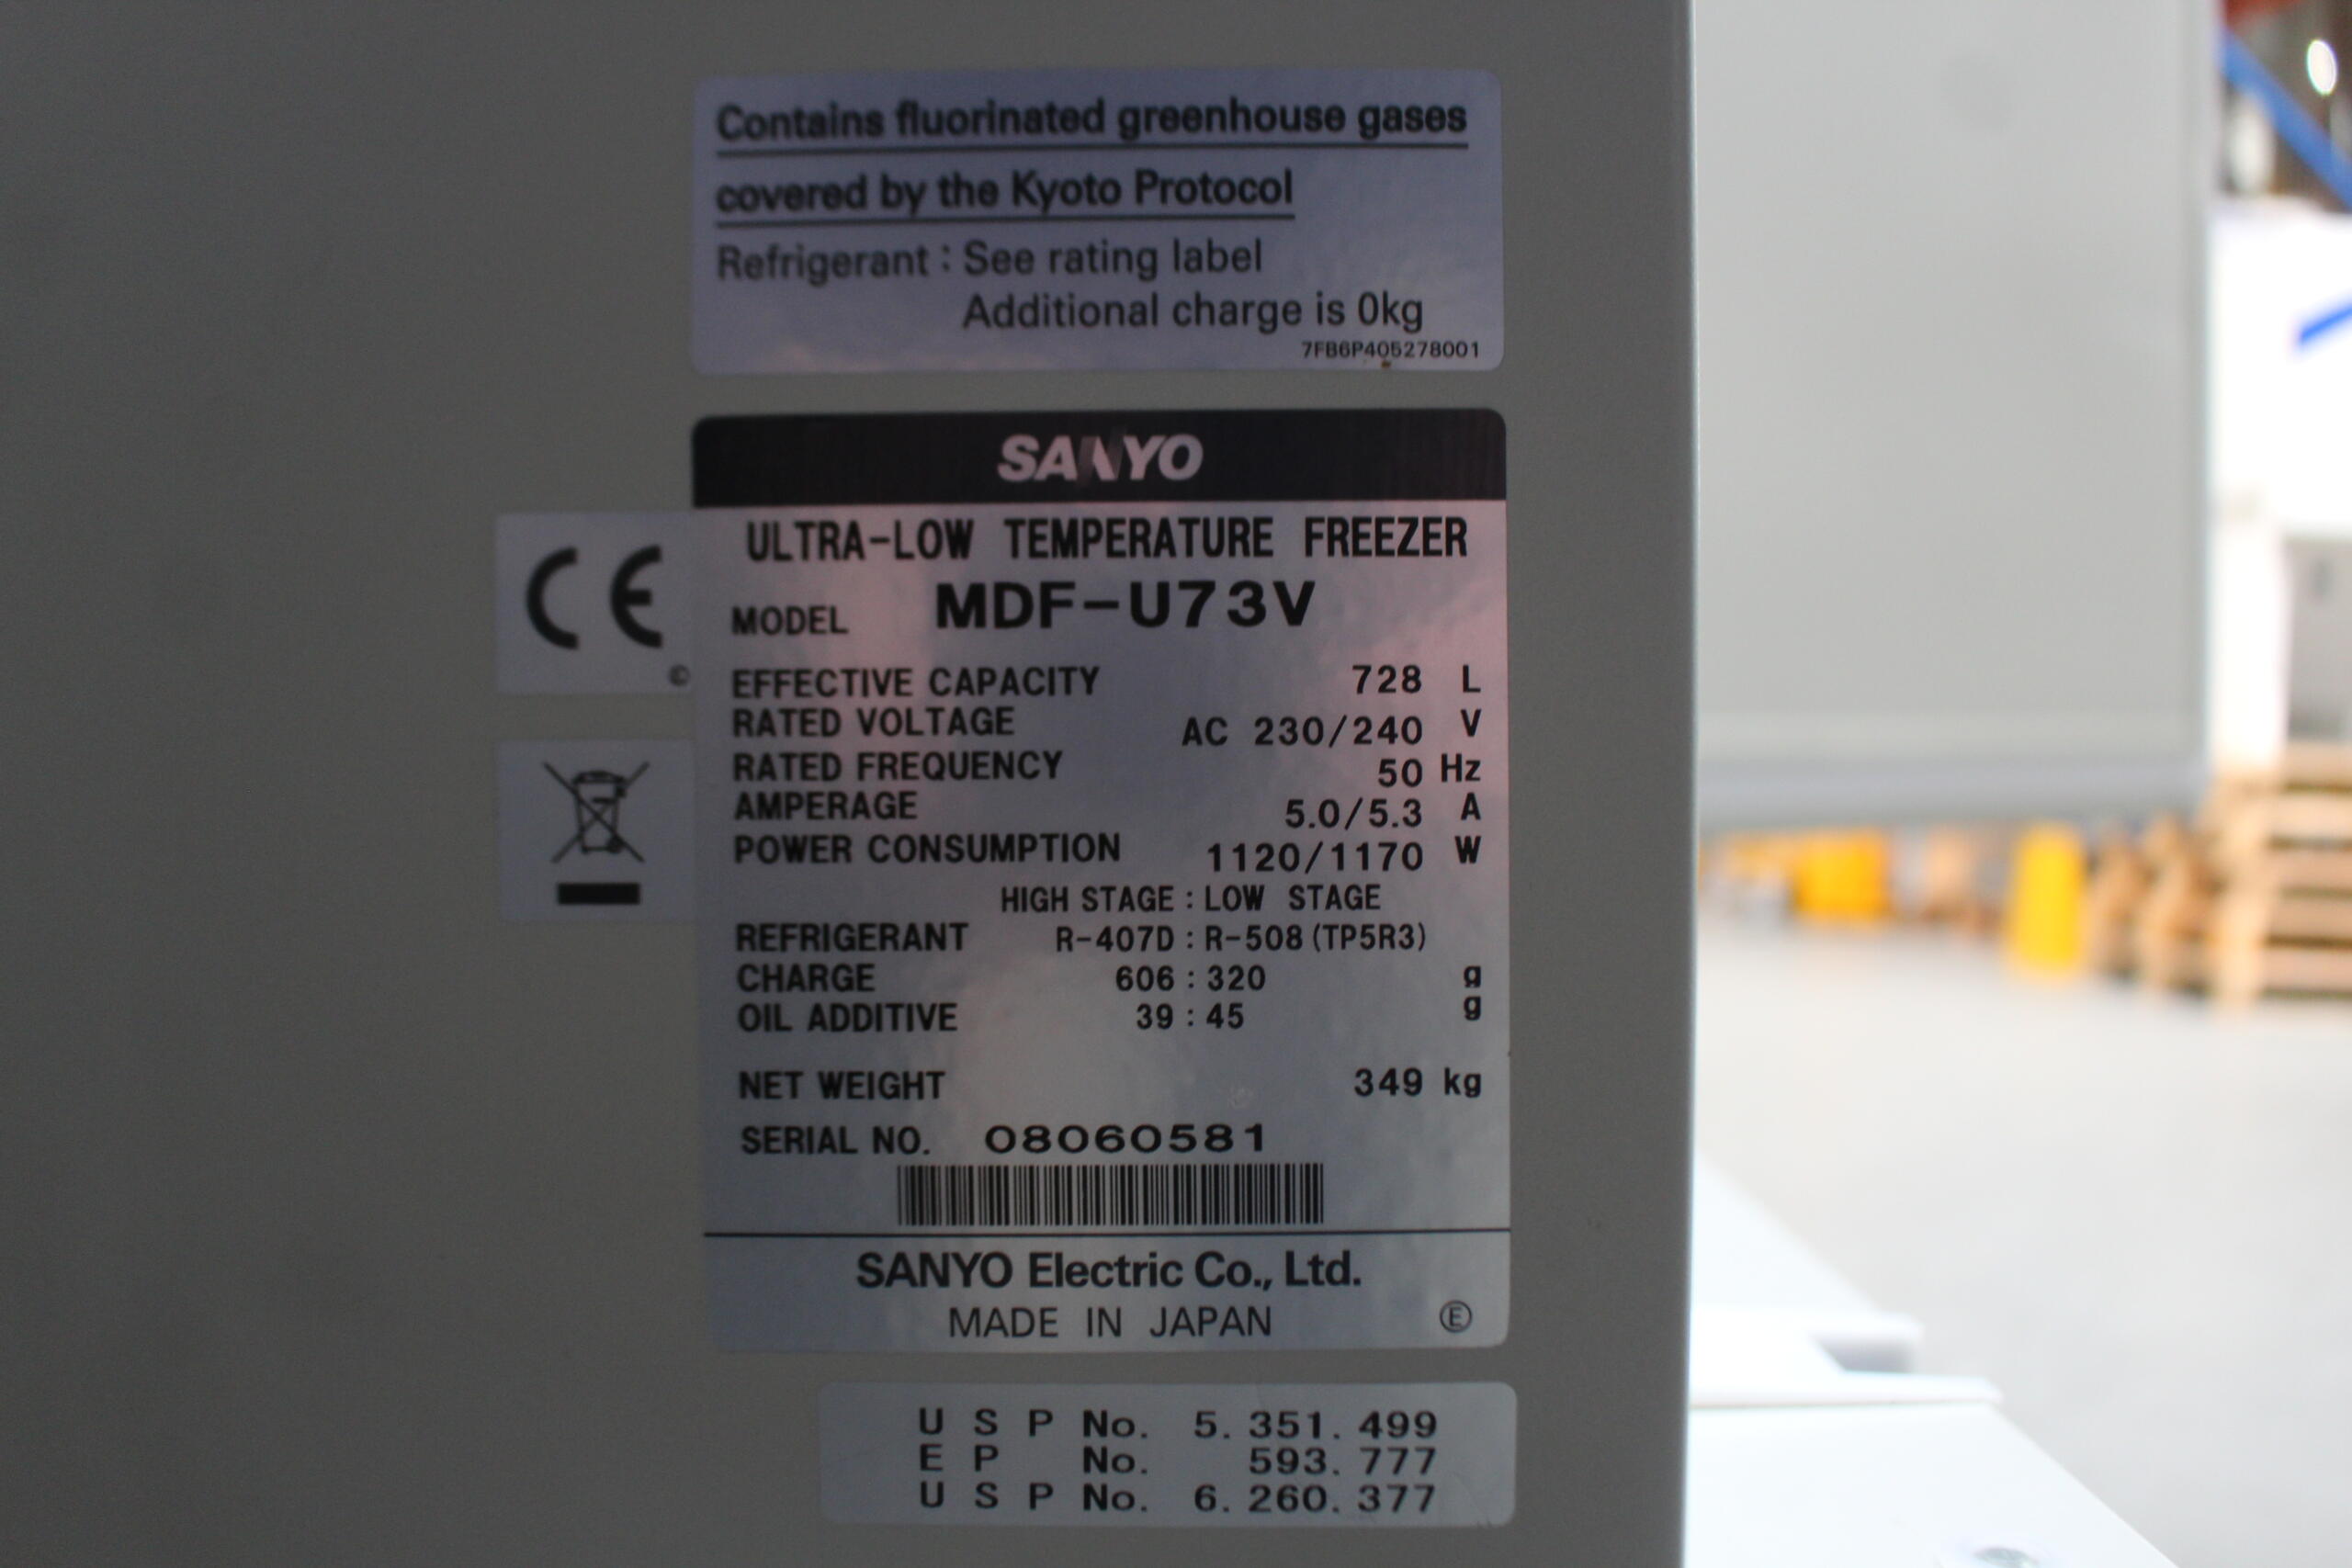 Contains fluorinated greenhouse gases
covered by the Kyoto Protocol
Refrigerant : See rating label
Additional charge is 0kg
7FB6P405278001
SANYO
ULTRA-LOW TEMPERATURE FREEZER
MODEL MDF-U73V
EFFECTIVE CAPACITY 728 L
RATED VOLTAGE AC 230/240 V
RATED FREQUENCY 50 Hz
AMPERAGE 5.0/5.3 A
POWER CONSUMPTION 1120/1170 W
HIGH STAGE : LOW STAGE
REFRIGERANT R-407D : R-508 (TP5R3)
CHARGE 606 : 320 g
OIL ADDITIVE 39 : 45 g
NET WEIGHT 349 kg
SERIAL NO. 08060581
SANYO Electric Co., Ltd.
MADE IN JAPAN Ⓔ
CE
©
U S P No. 5. 351. 499
E P No. 593. 777
U S P No. 6. 260. 377